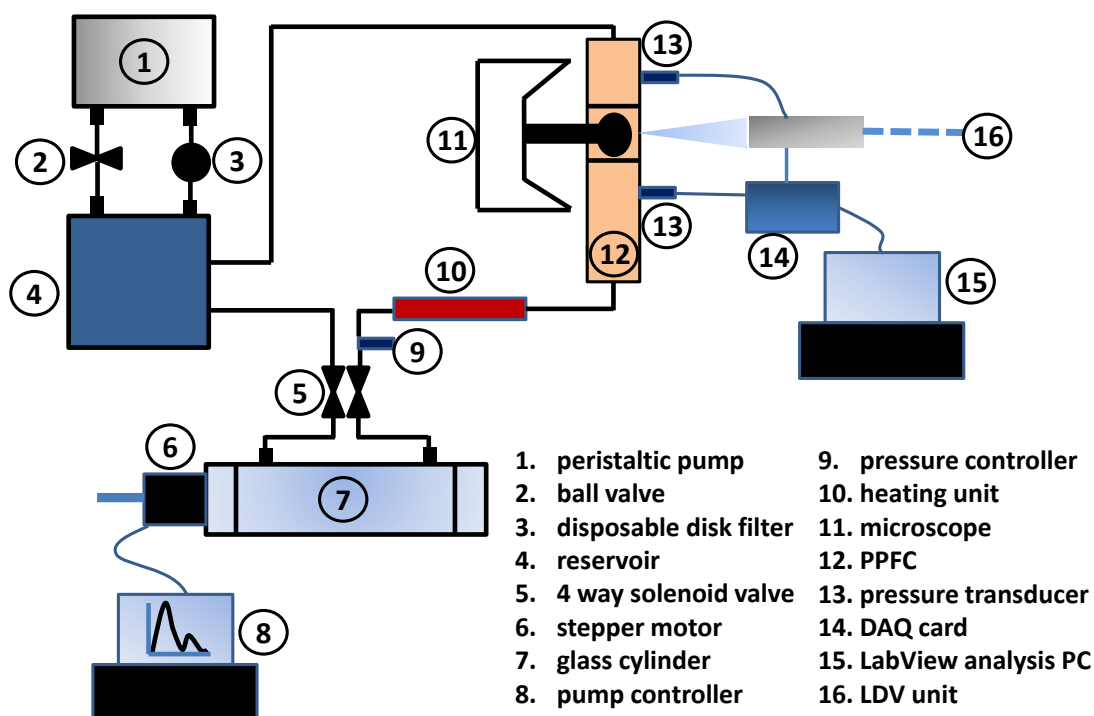 1
2
3
4
5
6
7
8
9
10
11
12
13
13
14
15
16
1. peristaltic pump
2. ball valve
3. disposable disk filter
4. reservoir
5. 4 way solenoid valve
6. stepper motor
7. glass cylinder
8. pump controller
9. pressure controller
10. heating unit
11. microscope
12. PPFC
13. pressure transducer
14. DAQ card
15. LabView analysis PC
16. LDV unit